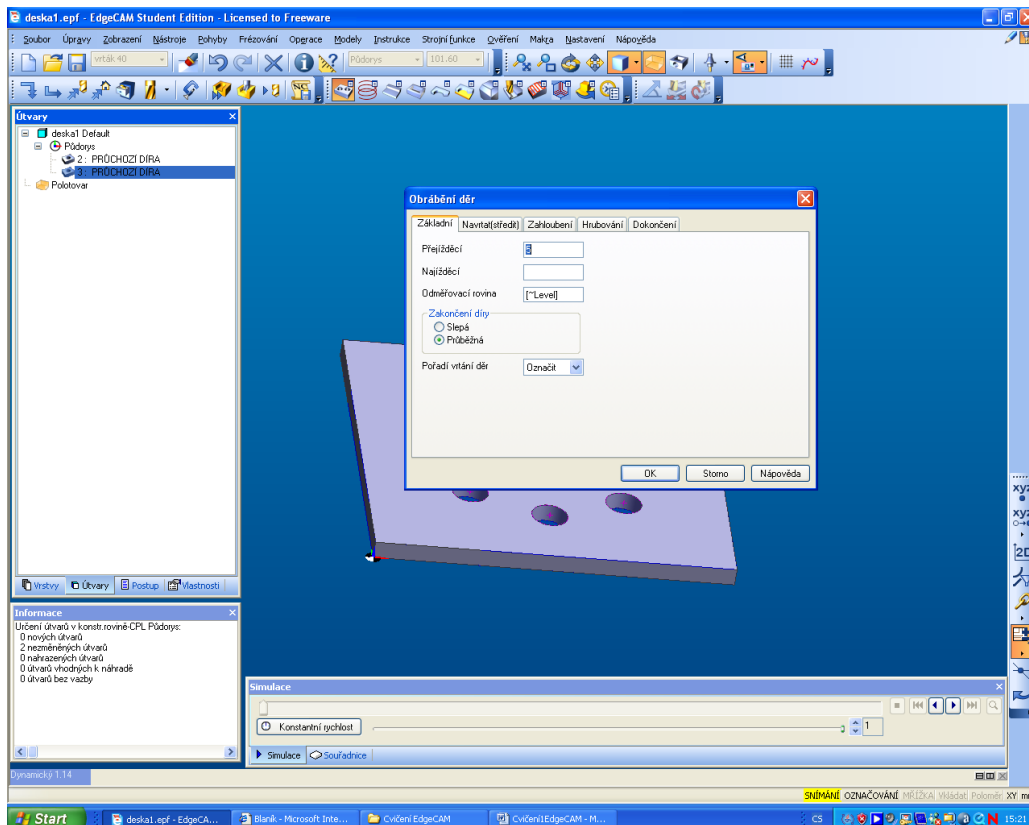 deska1.epf - EdgeCAM Student Edition - Licensed to Freeware
Soubor Úpravy Zobrazení Nástroje Pohyby Frézování Operace Modely Instrukce Strojní funkce Ověření Makra Nastavení Nápověda
vrták 40 Půdorys 101.60
Útvary
deska1 Default
Půdorys
2: PRŮCHOZÍ DÍRA
3: PRŮCHOZÍ DÍRA
Polotovar
Obrábění děr
Základní Navrtat(středit) Zahloubení Hrubování Dokončení
Přejížděcí 5
Najížděcí
Odměřovací rovina [~Level]
Zakončení díry
Slepá
Průběžná
Pořadí vrtání děr Označit
OK Storno Nápověda
xyz
xyz
2D
Vrstvy Útvary Postup Vlastnosti
Informace
Určení útvarů v konstr.rovině-CPL Půdorys:
0 nových útvarů
2 nezměněných útvarů
0 nahrazených útvarů
0 útvarů vhodných k náhradě
0 útvarů bez vazby
Simulace
Konstantní rychlost 1
Simulace Souřadnice
Dynamický 1.14
SNÍMÁNÍ OZNAČOVÁNÍ MŘÍŽKA Vkládat Poloměr XY
Start deska1.epf - EdgeCA... Blaník - Microsoft Inte... Cvičení EdgeCAM Cvičení1EdgeCAM - M... CS 15:21